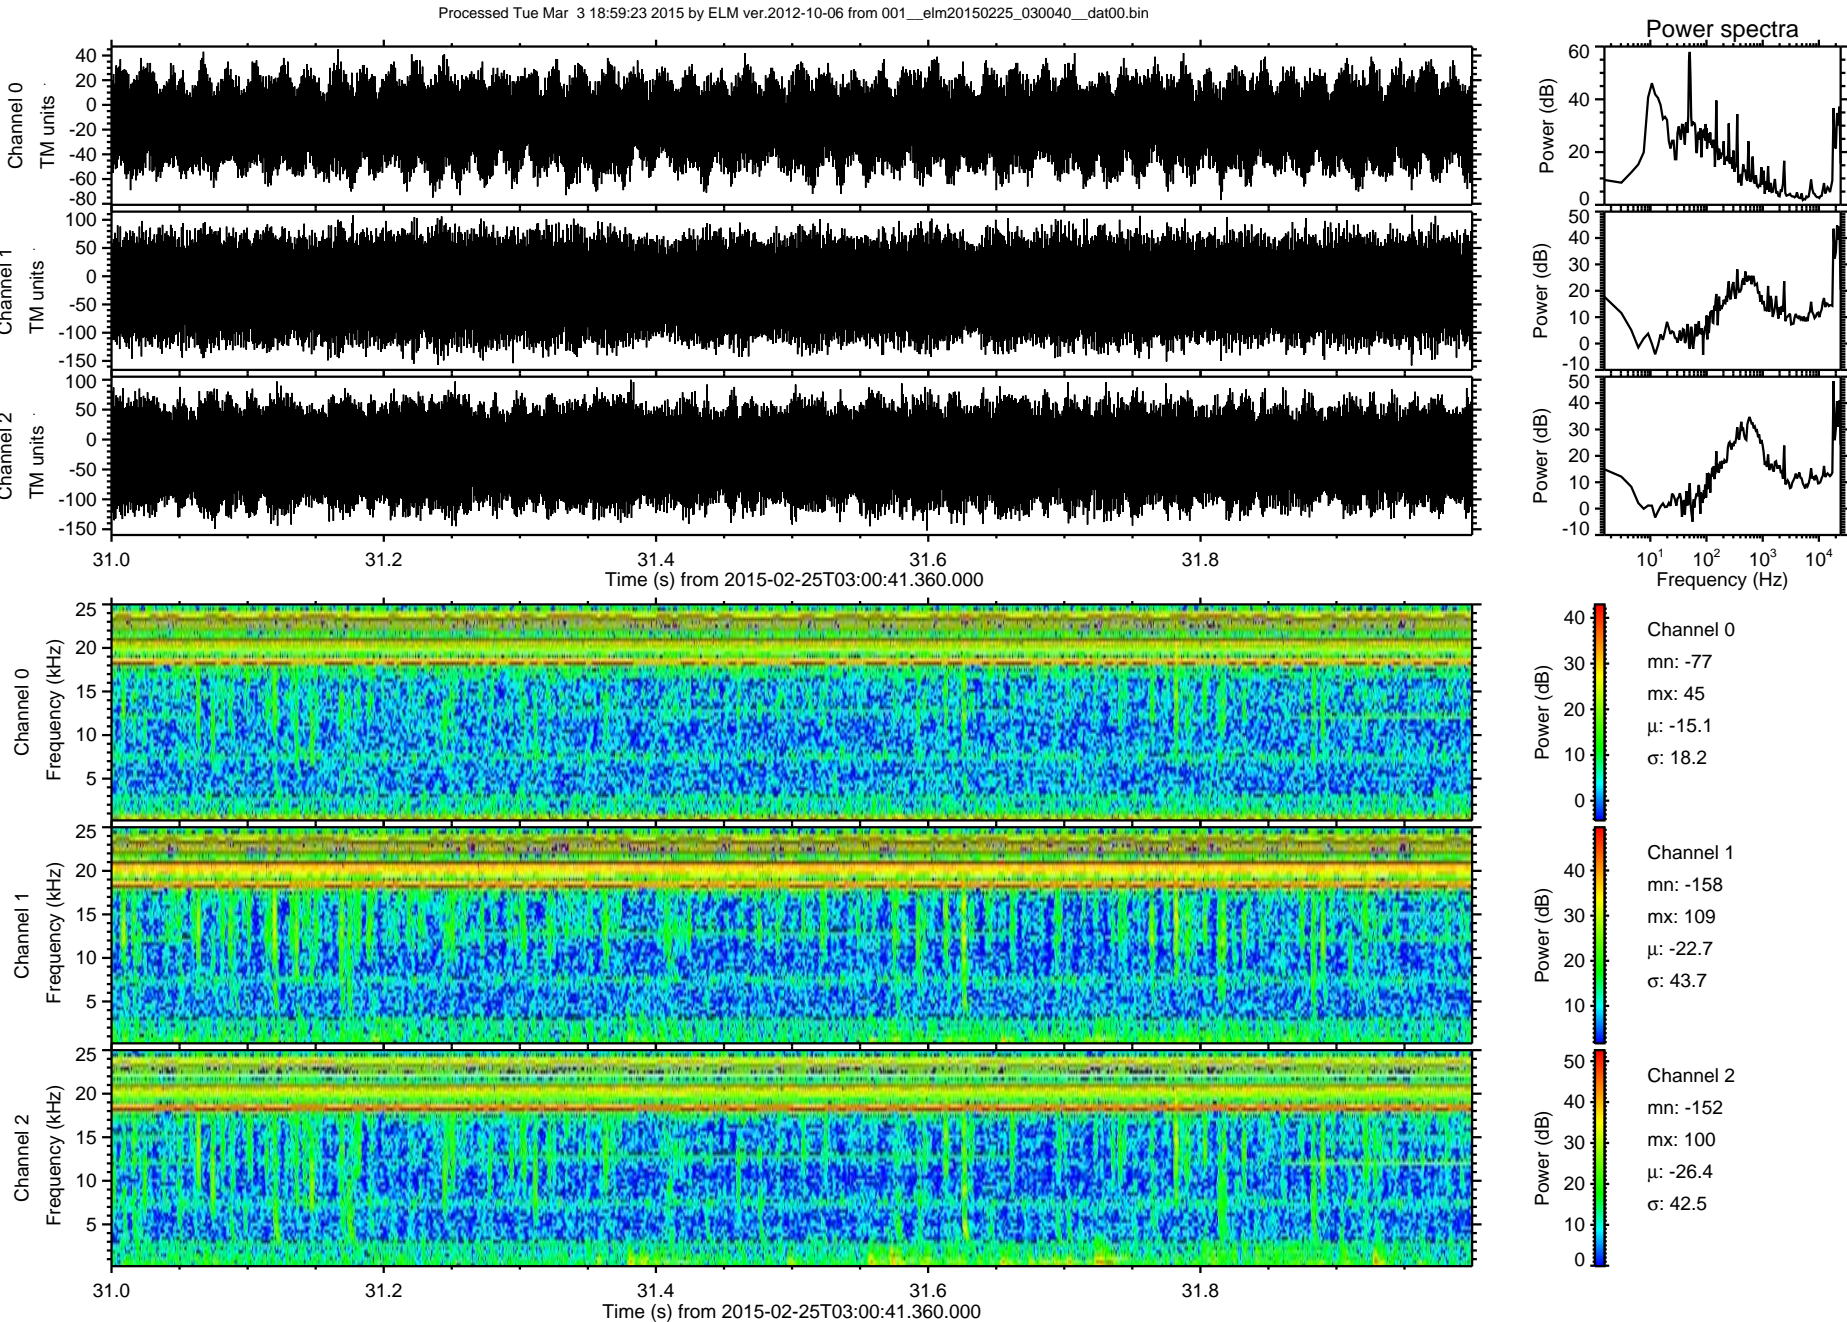 Processed Tue Mar  3 18:59:23 2015 by ELM ver.2012-10-06 from 001__elm20150225_030040__dat00.bin
Power spectra
Channel 0
TM units
40
20
0
-20
-40
-60
-80
Power (dB)
60
40
20
0
Channel 1
TM units
100
50
0
-50
-100
-150
Power (dB)
50
40
30
20
10
0
-10
Channel 2
TM units
100
50
0
-50
-100
-150
Power (dB)
50
40
30
20
10
0
-10
31.0 31.2 31.4 31.6 31.8
Time (s) from 2015-02-25T03:00:41.360.000
10^1 10^2 10^3 10^4
Frequency (Hz)
Channel 0
Frequency (kHz)
25
20
15
10
5
Power (dB)
40
30
20
10
0
Channel 0
mn: -77
mx: 45
μ: -15.1
σ: 18.2
Channel 1
Frequency (kHz)
25
20
15
10
5
Power (dB)
40
30
20
10
Channel 1
mn: -158
mx: 109
μ: -22.7
σ: 43.7
Channel 2
Frequency (kHz)
25
20
15
10
5
Power (dB)
50
40
30
20
10
0
Channel 2
mn: -152
mx: 100
μ: -26.4
σ: 42.5
31.0 31.2 31.4 31.6 31.8
Time (s) from 2015-02-25T03:00:41.360.000